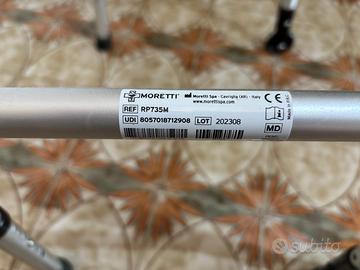 MORETTI
Moretti Spa - Cavriglia (AR) - Italy
www.morettispa.com
REF RP735M
UDI 8057018712908 LOT 202308
MD
subito